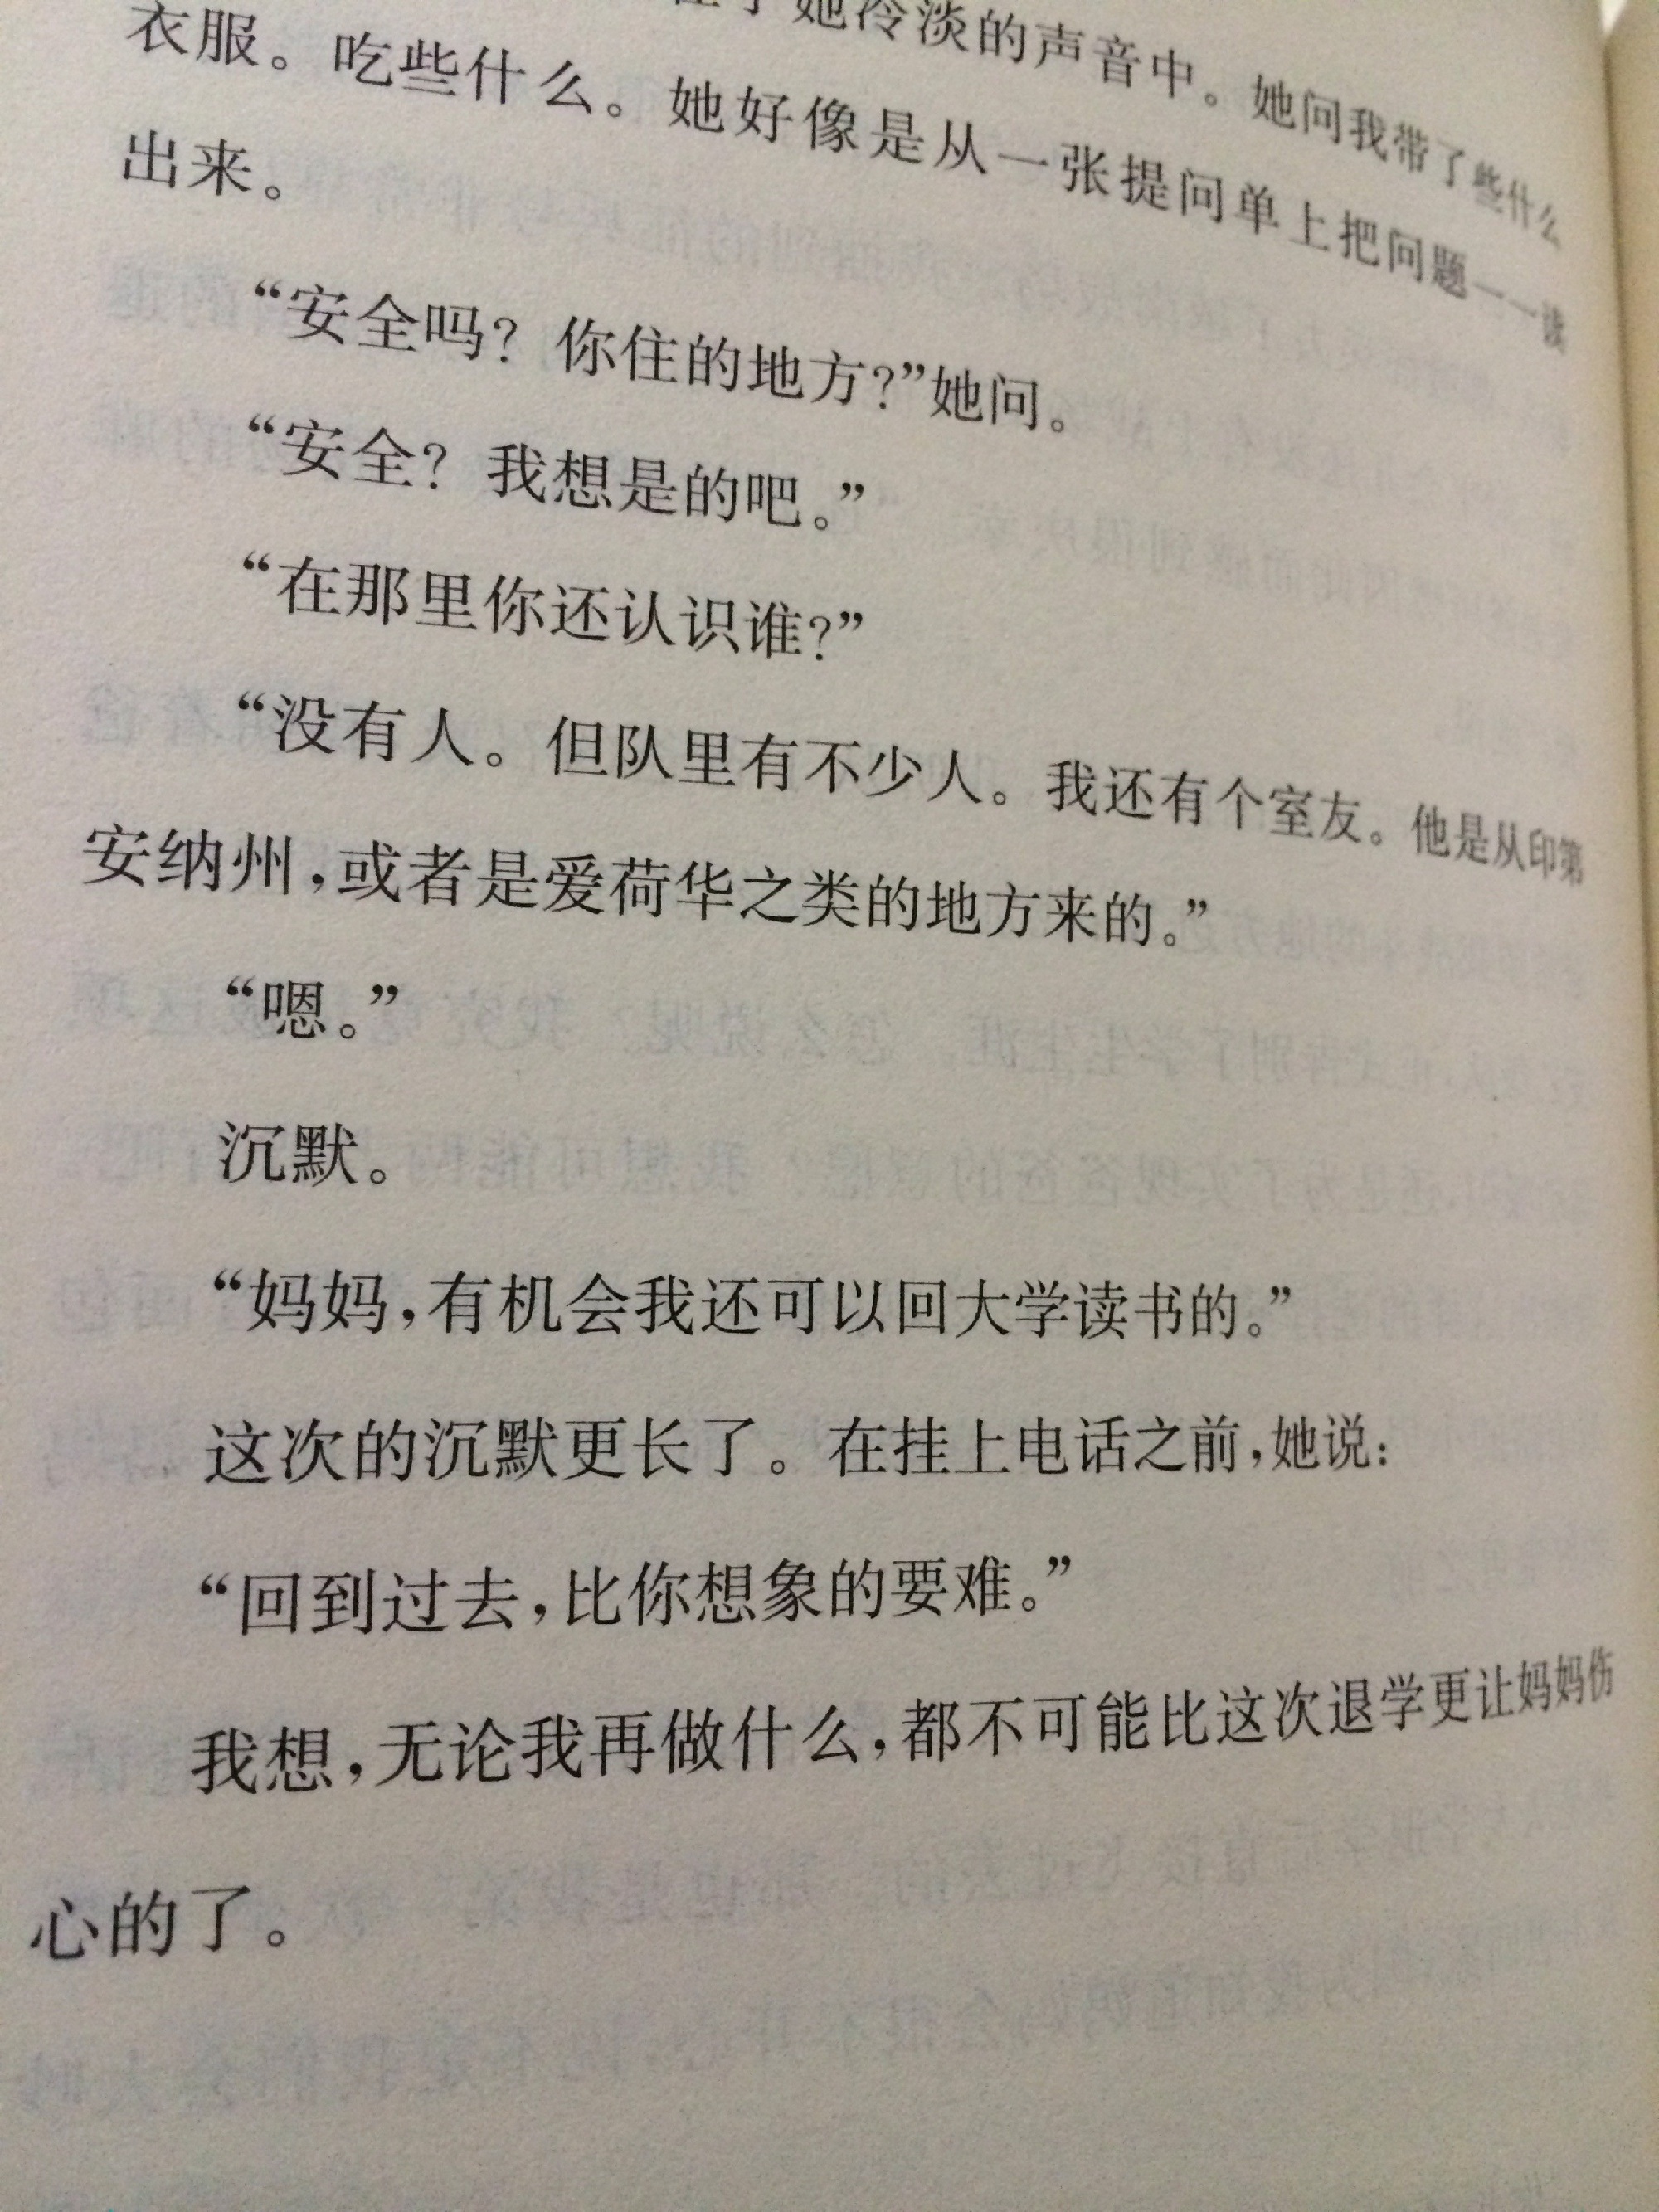 她冷淡的声音中。她问我带了些什么
衣服。吃些什么。她好像是从一张提问单上把问题一一读
出来。
“安全吗？你住的地方？”她问。
“安全？我想是的吧。”
“在那里你还认识谁？”
“没有人。但队里有不少人。我还有个室友。他是从印第
安纳州，或者是爱荷华之类的地方来的。”
“嗯。”
沉默。
“妈妈，有机会我还可以回大学读书的。”
这次的沉默更长了。在挂上电话之前，她说：
“回到过去，比你想象的要难。”
我想，无论我再做什么，都不可能比这次退学更让妈妈伤
心的了。